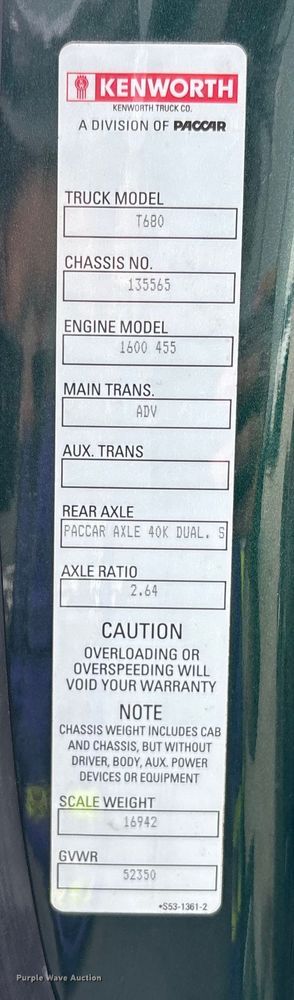 KENWORTH
KENWORTH TRUCK CO.
A DIVISION OF PACCAR
TRUCK MODEL
T680
CHASSIS NO.
135565
ENGINE MODEL
1600 455
MAIN TRANS.
ADV
AUX. TRANS
REAR AXLE
PACCAR AXLE 40K DUAL. S
AXLE RATIO
2.64
CAUTION
OVERLOADING OR
OVERSPEEDING WILL
VOID YOUR WARRANTY
NOTE
CHASSIS WEIGHT INCLUDES CAB
AND CHASSIS, BUT WITHOUT
DRIVER, BODY, AUX. POWER
DEVICES OR EQUIPMENT
SCALE WEIGHT
16942
GVWR
52350
*S53-1361-2
Purple Wave Auction